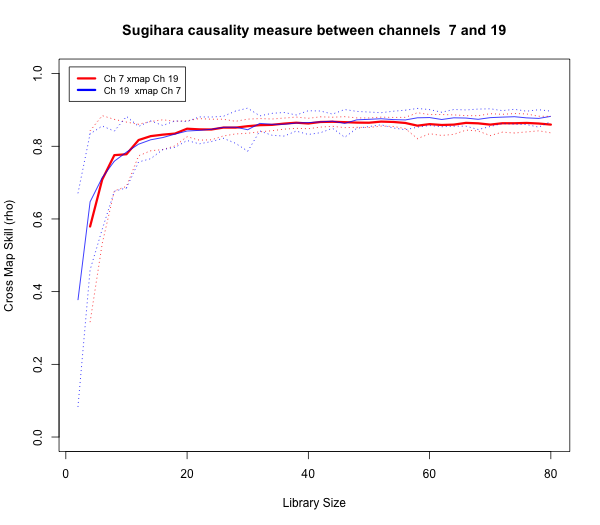 Sugihara causality measure between channels  7 and 19
Ch 7 xmap Ch 19
Ch 19  xmap Ch 7
Cross Map Skill (rho)
1.0
0.8
0.6
0.4
0.2
0.0
0 20 40 60 80
Library Size